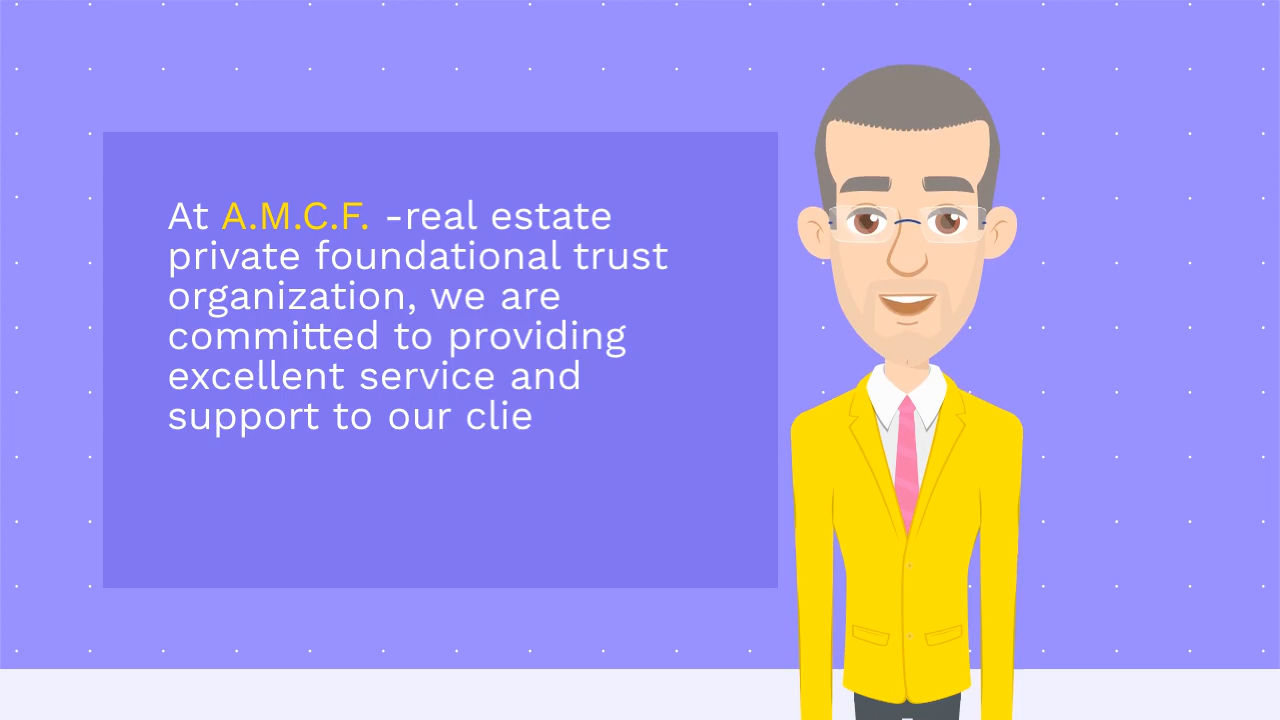 At A.M.C.F. -real estate
private foundational trust
organization, we are
committed to providing
excellent service and
support to our clie